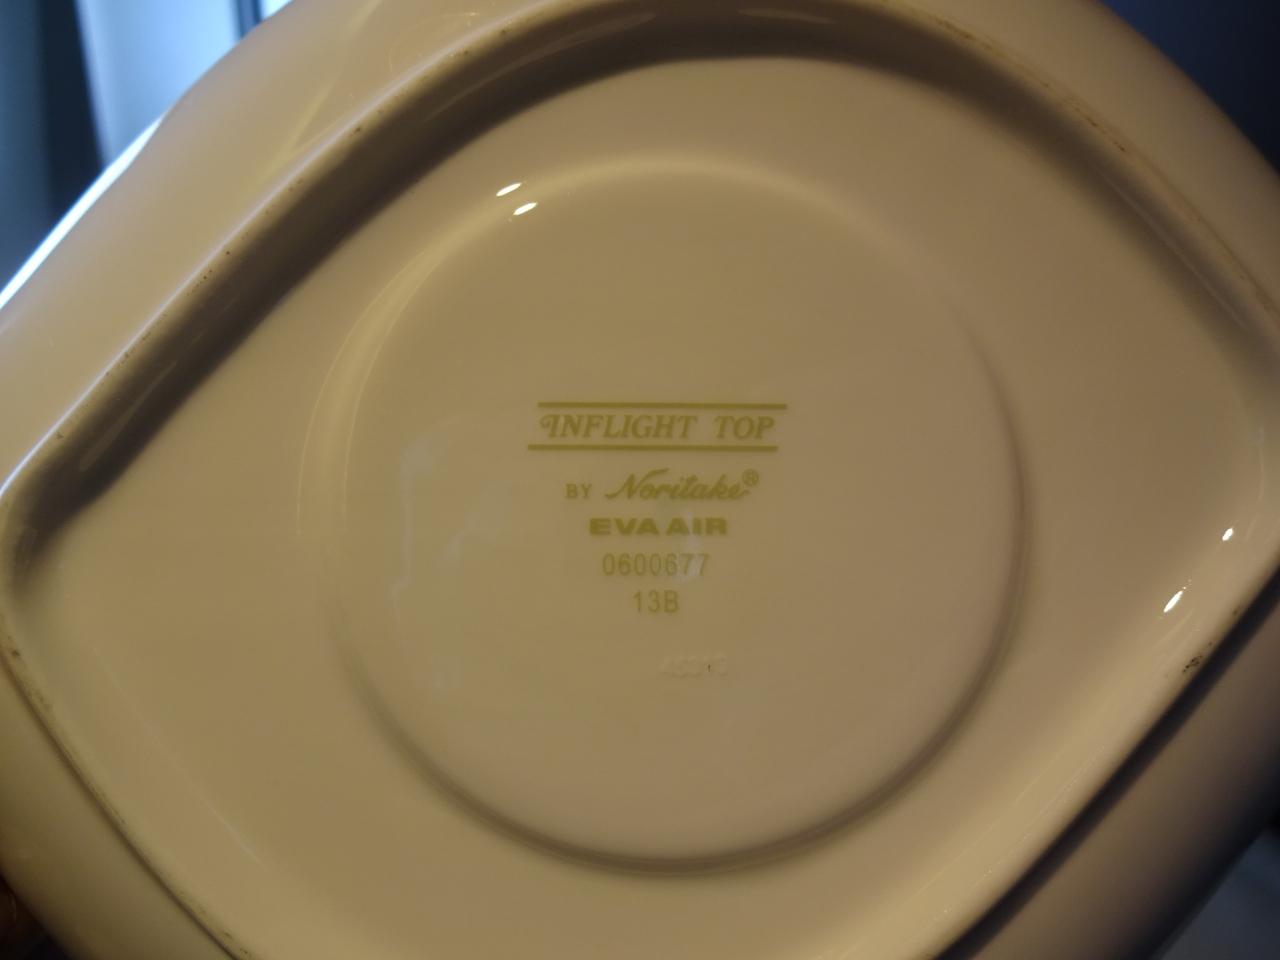 INFLIGHT TOP
BY Noritake®
EVA AIR
0600677
13B